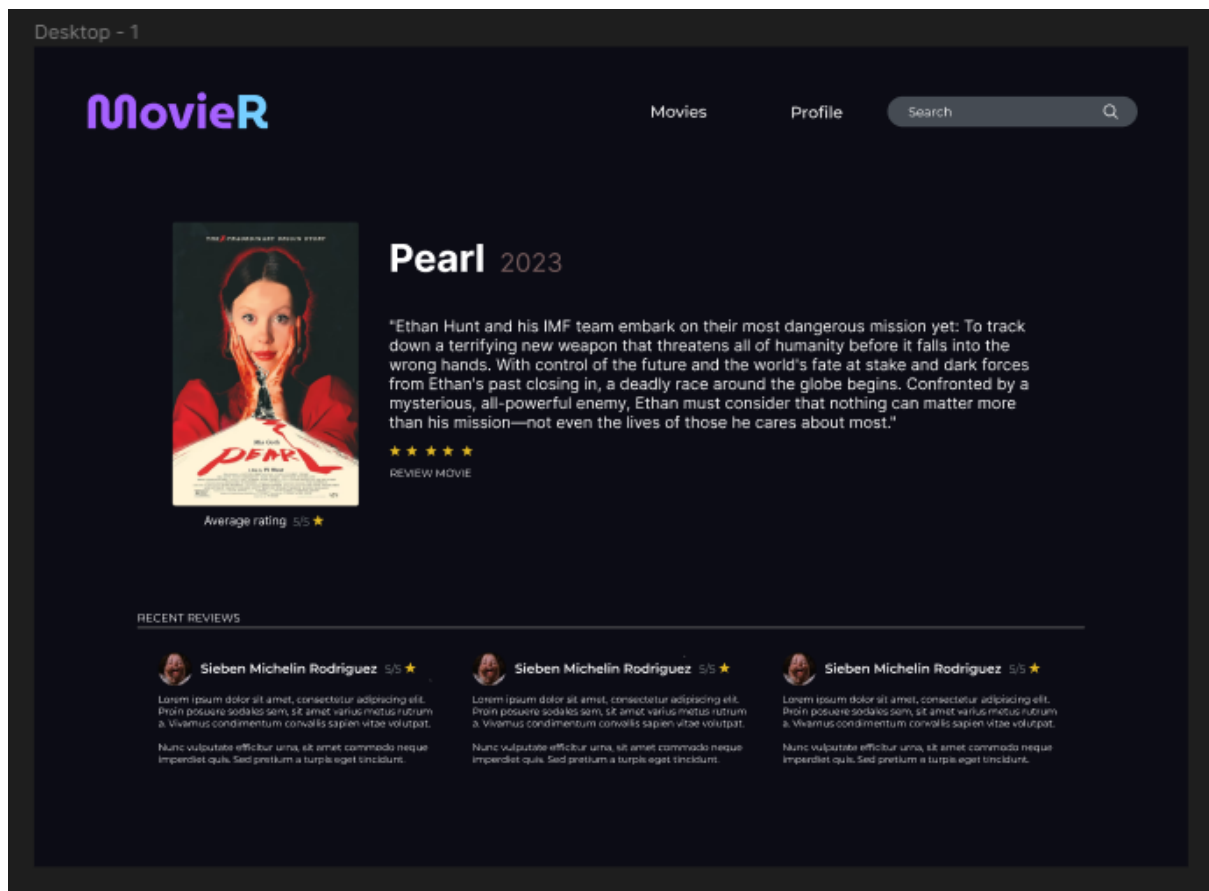 Desktop - 1
MovieR
Movies
Profile
Search
Pearl 2023
"Ethan Hunt and his IMF team embark on their most dangerous mission yet: To track
down a terrifying new weapon that threatens all of humanity before it falls into the
wrong hands. With control of the future and the world's fate at stake and dark forces
from Ethan's past closing in, a deadly race around the globe begins. Confronted by a
mysterious, all-powerful enemy, Ethan must consider that nothing can matter more
than his mission—not even the lives of those he cares about most."
REVIEW MOVIE
PEARL
Average rating 5/5
RECENT REVIEWS
Sieben Michelin Rodriguez 5/5
Lorem ipsum dolor sit amet, consectetur adipiscing elit.
Proin posuere sodales sem, sit amet varius metus rutrum
a. Vivamus condimentum convallis sapien vitae volutpat.
Nunc vulputate efficitur urna, sit amet commodo neque
imperdiet quis. Sed pretium a turpis eget tincidunt.
Sieben Michelin Rodriguez 5/5
Lorem ipsum dolor sit amet, consectetur adipiscing elit.
Proin posuere sodales sem, sit amet varius metus rutrum
a. Vivamus condimentum convallis sapien vitae volutpat.
Nunc vulputate efficitur urna, sit amet commodo neque
imperdiet quis. Sed pretium a turpis eget tincidunt.
Sieben Michelin Rodriguez 5/5
Lorem ipsum dolor sit amet, consectetur adipiscing elit.
Proin posuere sodales sem, sit amet varius metus rutrum
a. Vivamus condimentum convallis sapien vitae volutpat.
Nunc vulputate efficitur urna, sit amet commodo neque
imperdiet quis. Sed pretium a turpis eget tincidunt.